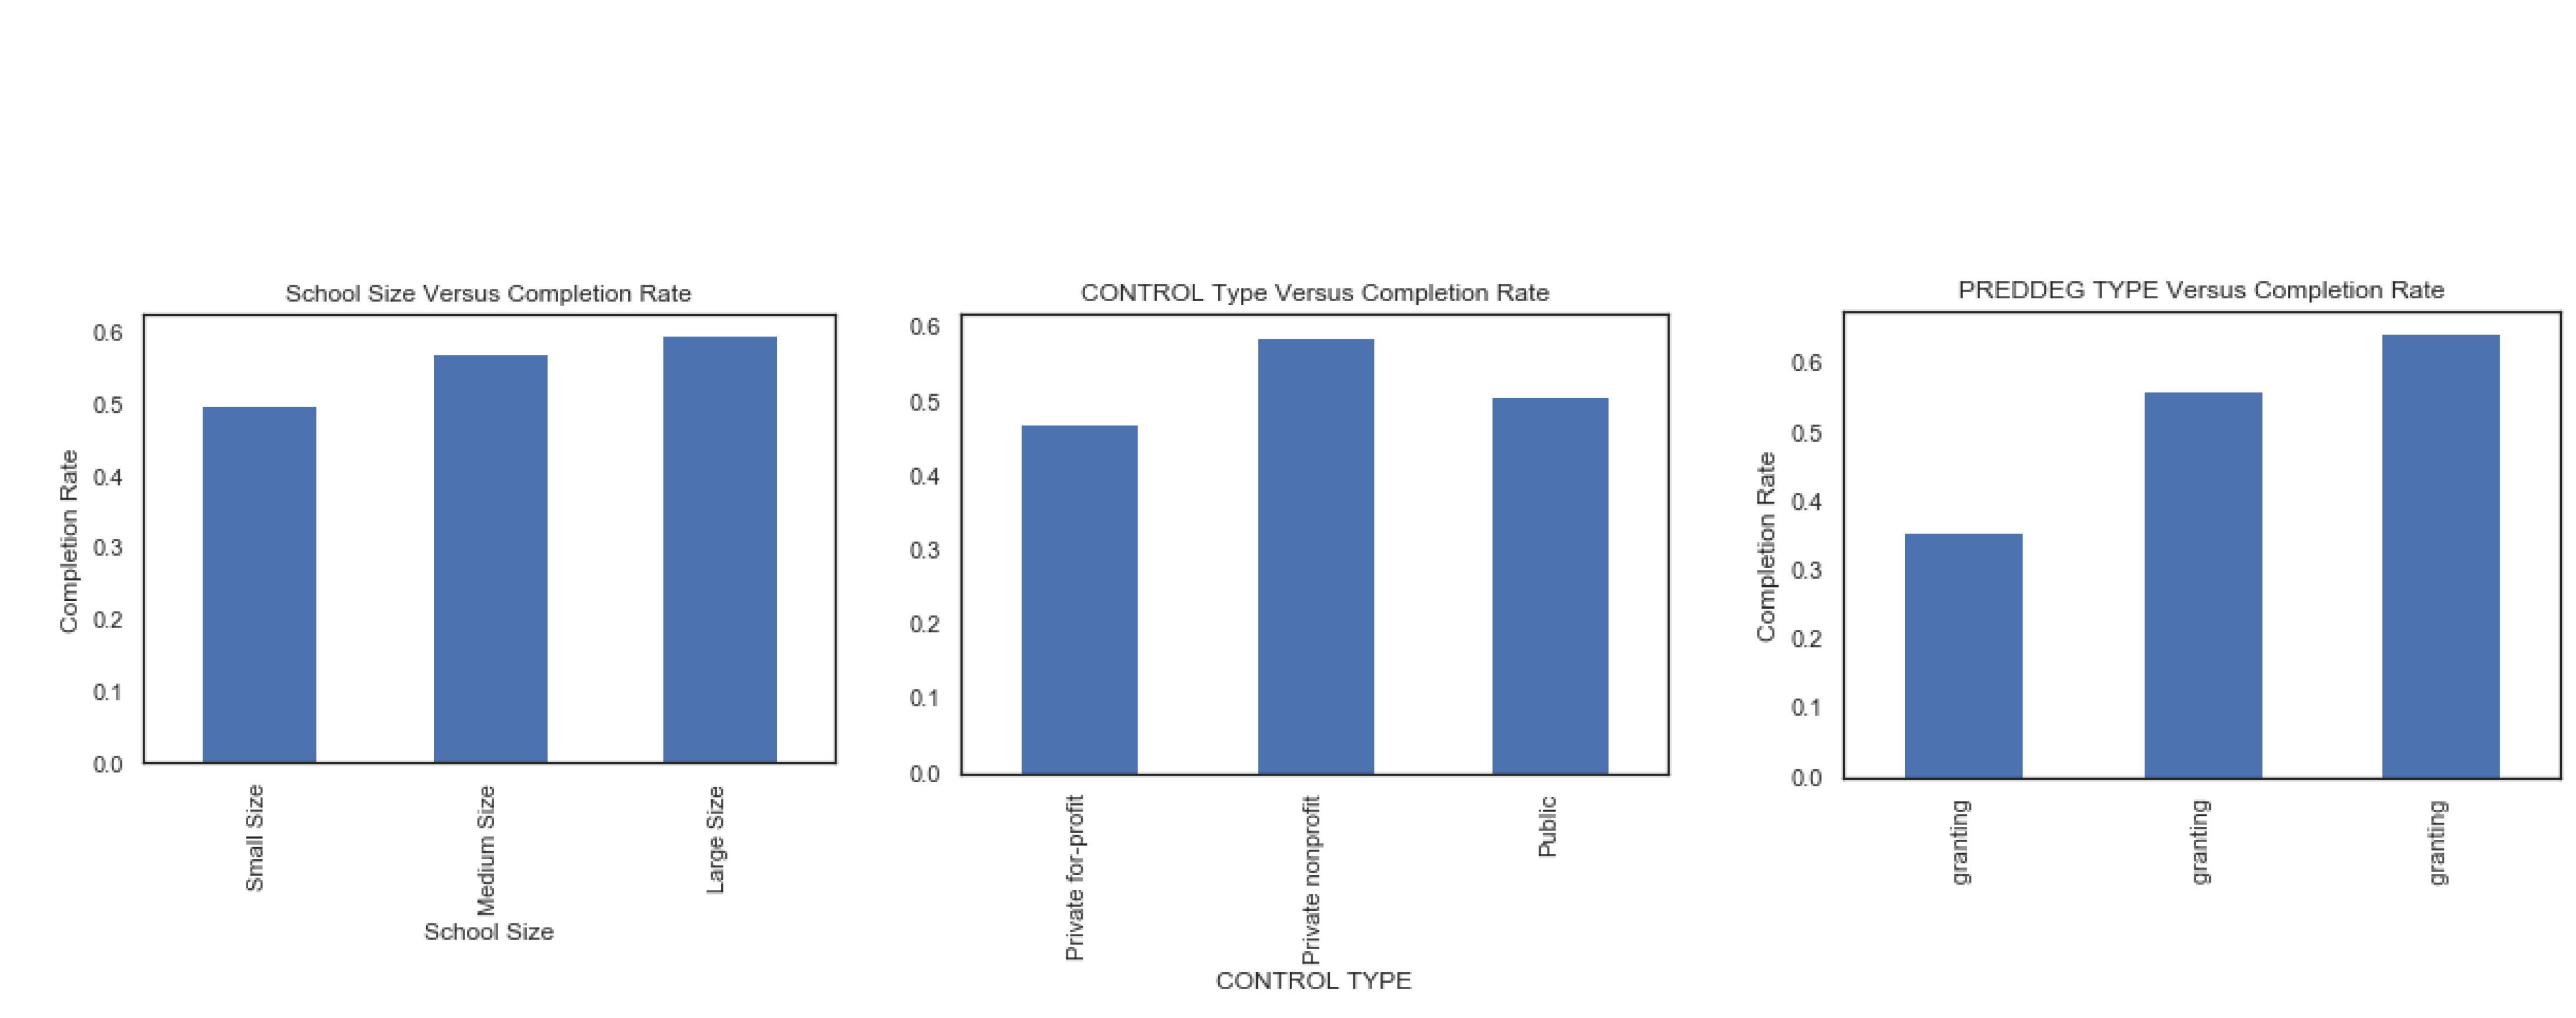 School Size Versus Completion Rate
0.6
0.5
0.4
0.3
0.2
0.1
0.0
Completion Rate
Small Size
Medium Size
Large Size
School Size
CONTROL Type Versus Completion Rate
0.6
0.5
0.4
0.3
0.2
0.1
0.0
Private for-profit
Private nonprofit
Public
CONTROL TYPE
PREDDEG TYPE Versus Completion Rate
0.6
0.5
0.4
0.3
0.2
0.1
0.0
Completion Rate
granting
granting
granting